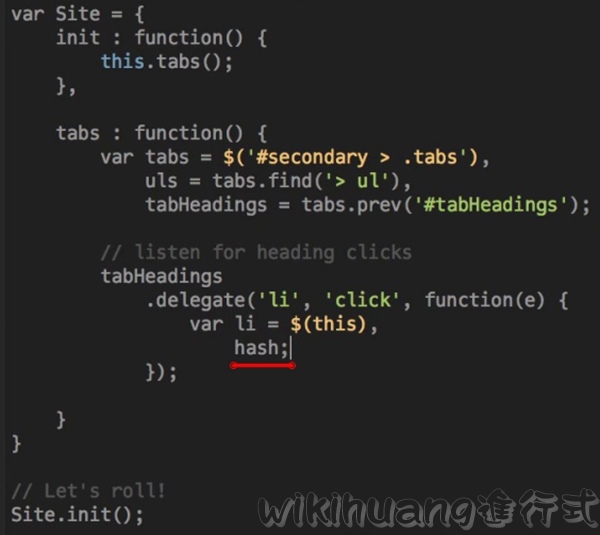 var Site = {
init : function() {
this.tabs();
},
tabs : function() {
var tabs = $('#secondary > .tabs'),
uls = tabs.find('> ul'),
tabHeadings = tabs.prev('#tabHeadings');
// listen for heading clicks
tabHeadings
.delegate('li', 'click', function(e) {
var li = $(this),
hash;
});
}
}
// Let's roll!
Site.init();
wikihuang進行式